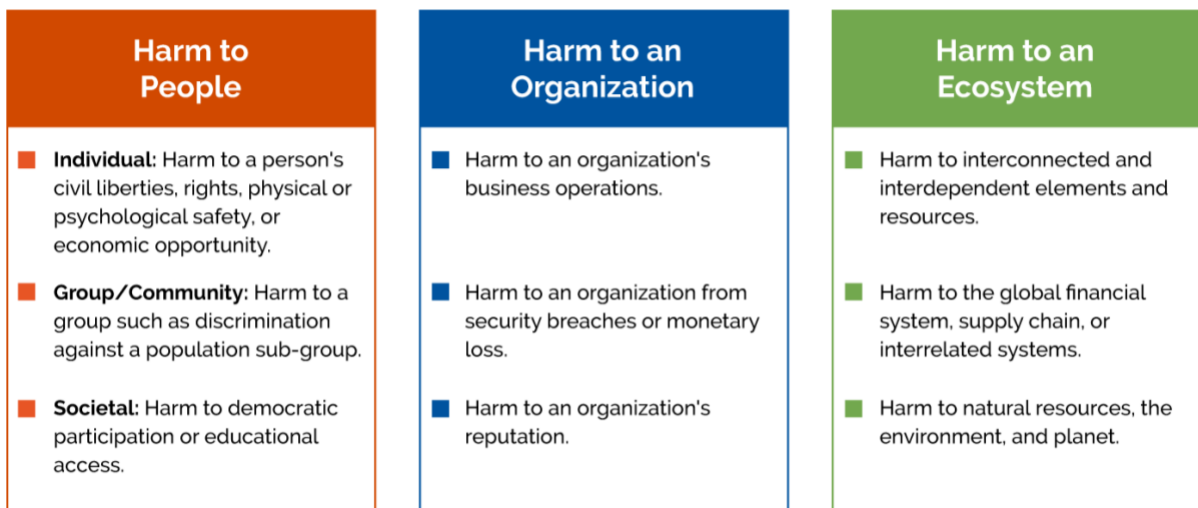 Harm to
People
Individual: Harm to a person's
civil liberties, rights, physical or
psychological safety, or
economic opportunity.
Group/Community: Harm to a
group such as discrimination
against a population sub-group.
Societal: Harm to democratic
participation or educational
access.
Harm to an
Organization
Harm to an organization's
business operations.
Harm to an organization from
security breaches or monetary
loss.
Harm to an organization's
reputation.
Harm to an
Ecosystem
Harm to interconnected and
interdependent elements and
resources.
Harm to the global financial
system, supply chain, or
interrelated systems.
Harm to natural resources, the
environment, and planet.